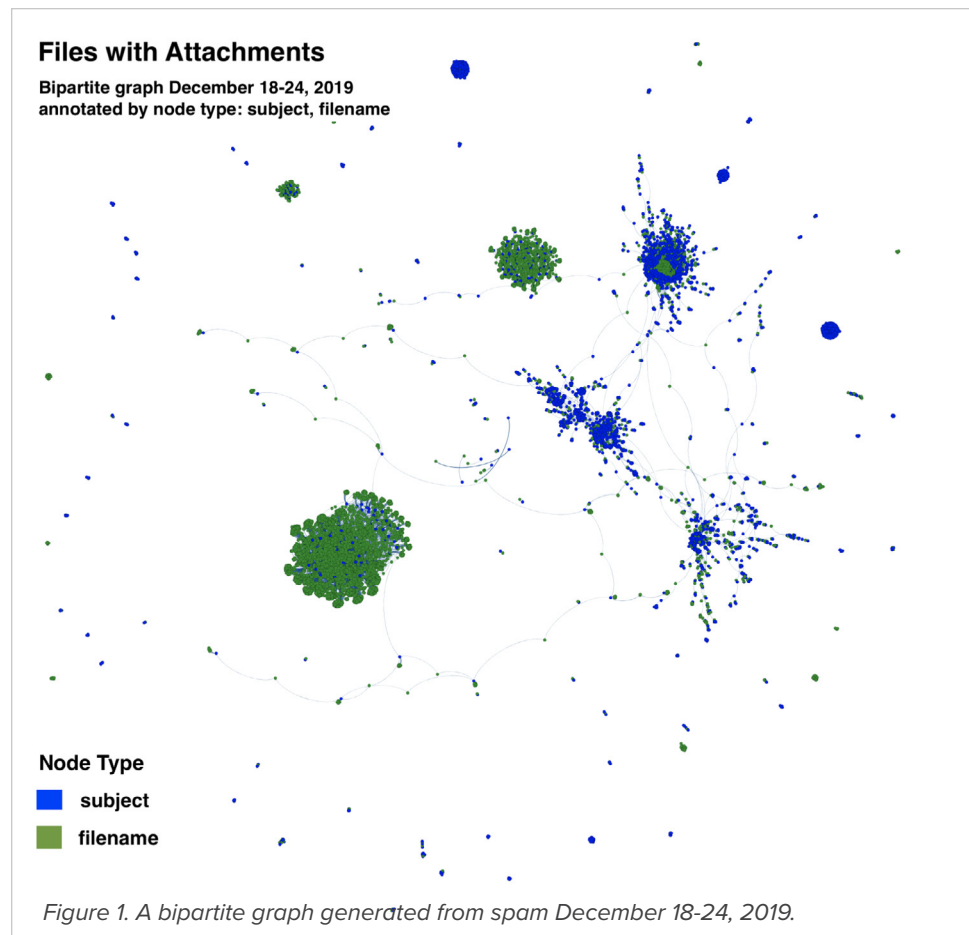 Files with Attachments
Bipartite graph December 18-24, 2019
annotated by node type: subject, filename
Node Type
subject
filename
Figure 1. A bipartite graph generated from spam December 18-24, 2019.